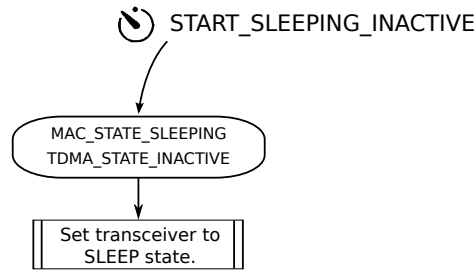 START_SLEEPING_INACTIVE
MAC_STATE_SLEEPING
TDMA_STATE_INACTIVE
Set transceiver to
SLEEP state.